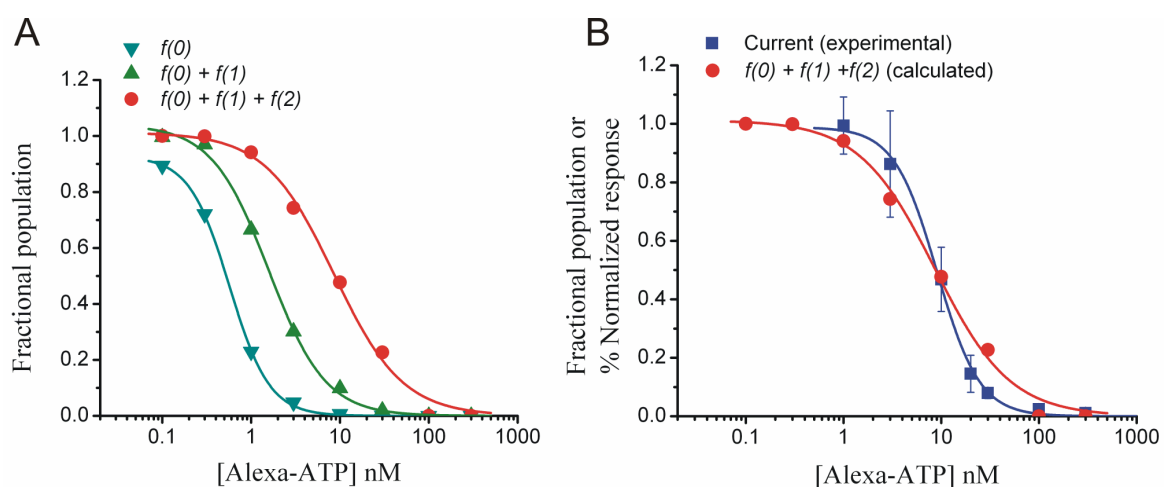 A
f(0)
f(0) + f(1)
f(0) + f(1) + f(2)
1.2
1.0
0.8
0.6
0.4
0.2
0.0
Fractional population
0.1
1
10
100
1000
[Alexa-ATP] nM
B
Current (experimental)
f(0) + f(1) +f(2) (calculated)
1.2
1.0
0.8
0.6
0.4
0.2
0.0
Fractional population or
% Normalized response
0.1
1
10
100
1000
[Alexa-ATP] nM